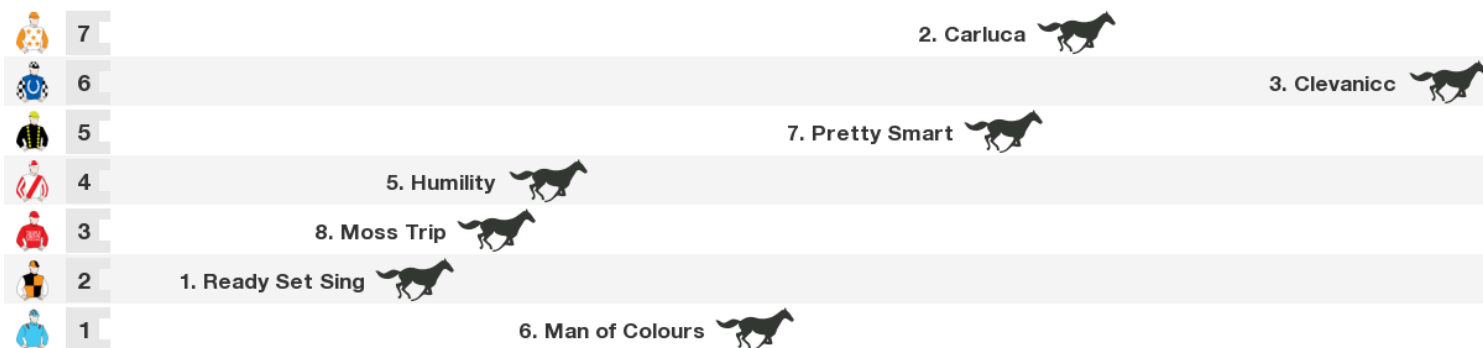 7 2. Carluca
6 3. Clevanicc
5 7. Pretty Smart
4 5. Humility
3 8. Moss Trip
2 1. Ready Set Sing
1 6. Man of Colours